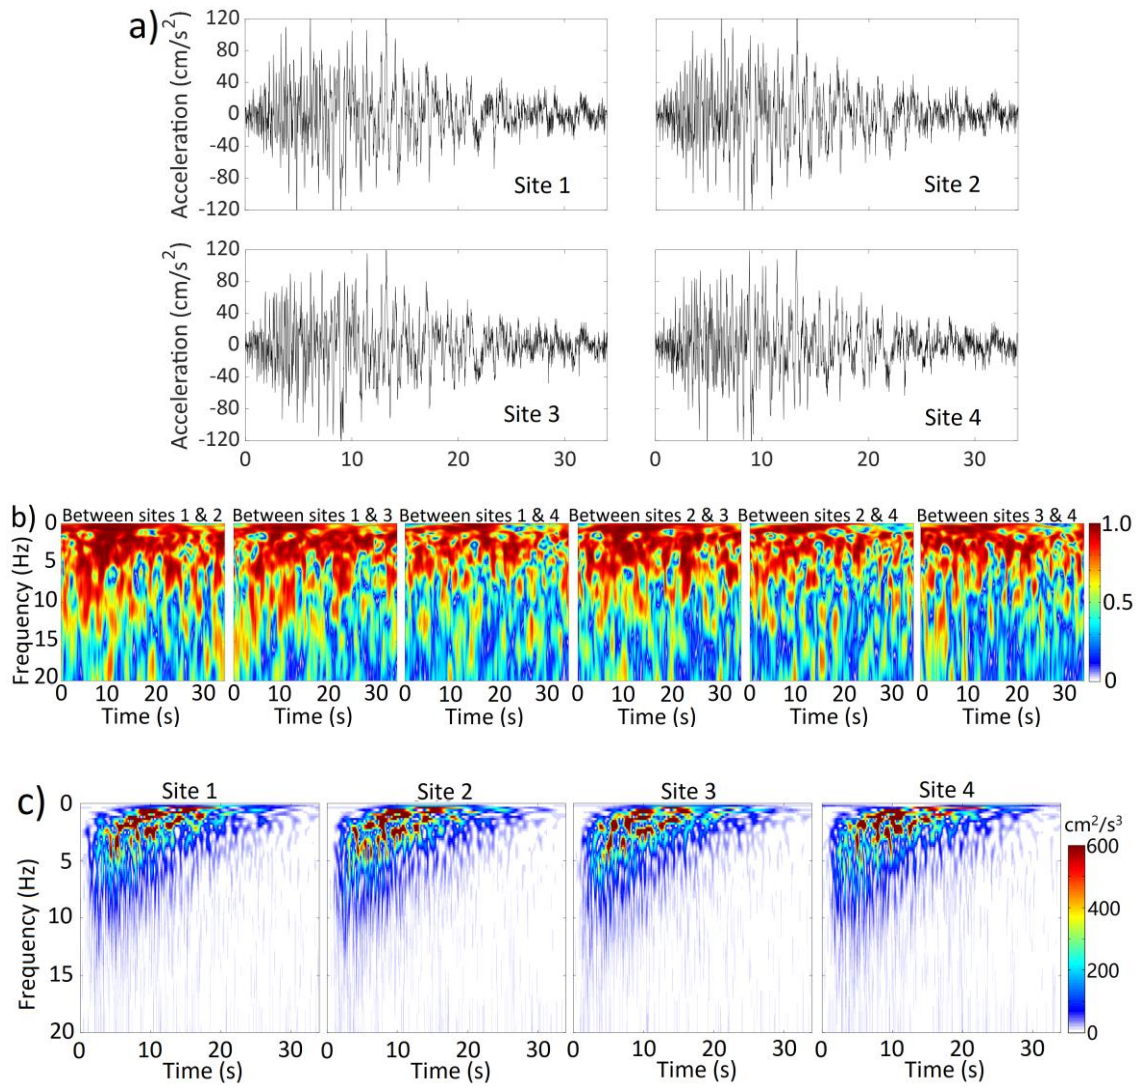 a)
Acceleration (cm/s²)
120
80
40
0
-40
-80
-120
Site 1
Site 2
Acceleration (cm/s²)
120
80
40
0
-40
-80
-120
Site 3
Site 4
0 10 20 30
0 10 20 30
b)
Between sites 1 & 2 Between sites 1 & 3 Between sites 1 & 4 Between sites 2 & 3 Between sites 2 & 4 Between sites 3 & 4
Frequency (Hz)
0
5
10
15
20
1.0
0.5
0
0 10 20 30 0 10 20 30 0 10 20 30 0 10 20 30 0 10 20 30 0 10 20 30
Time (s) Time (s) Time (s) Time (s) Time (s) Time (s)
c)
Site 1 Site 2 Site 3 Site 4
Frequency (Hz)
0
5
10
15
20
cm²/s³
600
400
200
0
0 10 20 30 0 10 20 30 0 10 20 30 0 10 20 30
Time (s) Time (s) Time (s) Time (s)